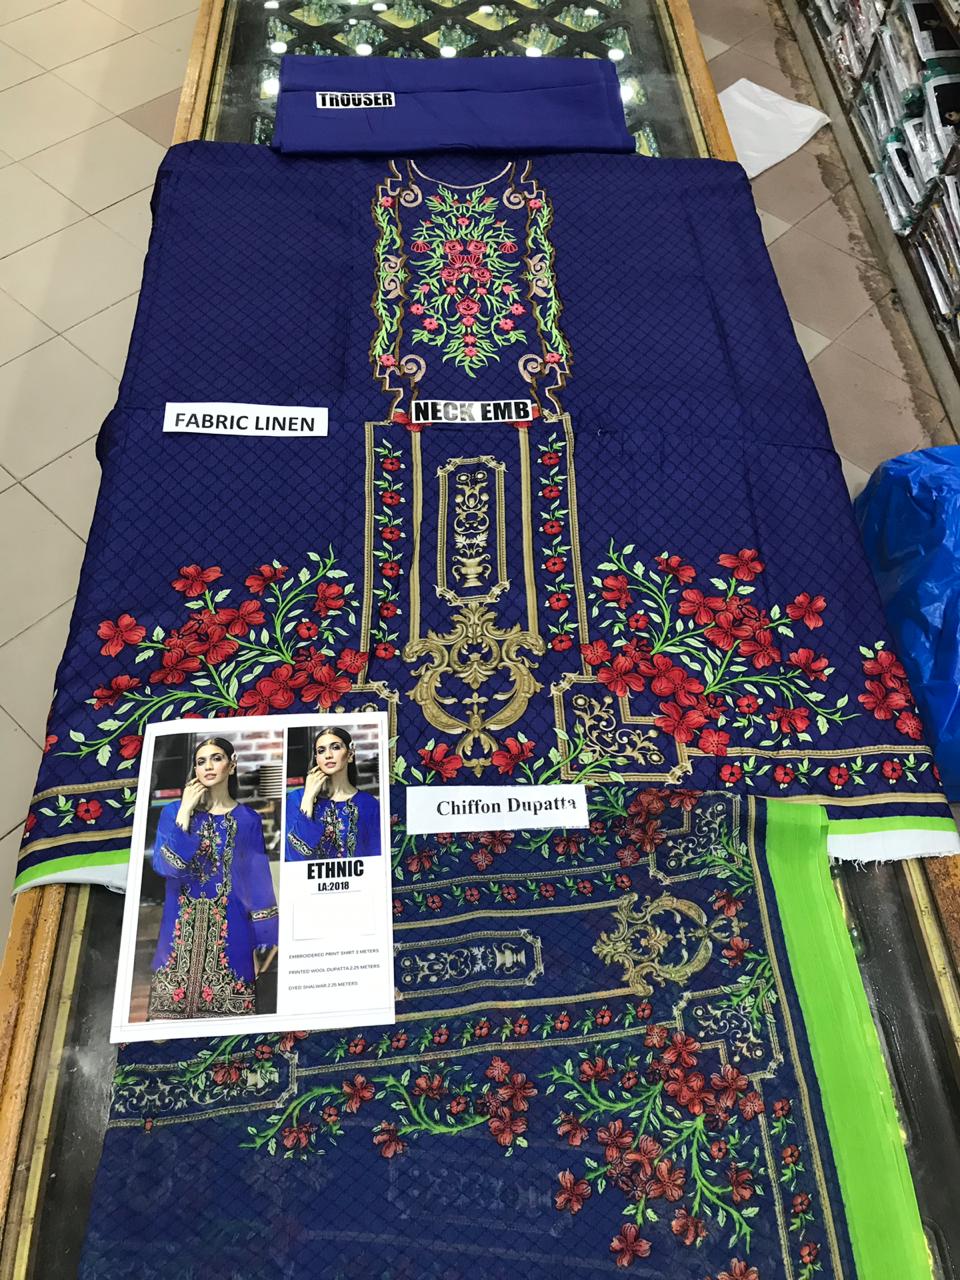 TROUSER
FABRIC LINEN
NECK EMB
Chiffon Dupatta
ETHNIC
LA:2018
EMBROIDERED PRINT SHIRT 3 METERS
PRINTED WOOL DUPATTA 2.25 METERS
DYED SHALWAR 2.25 METERS